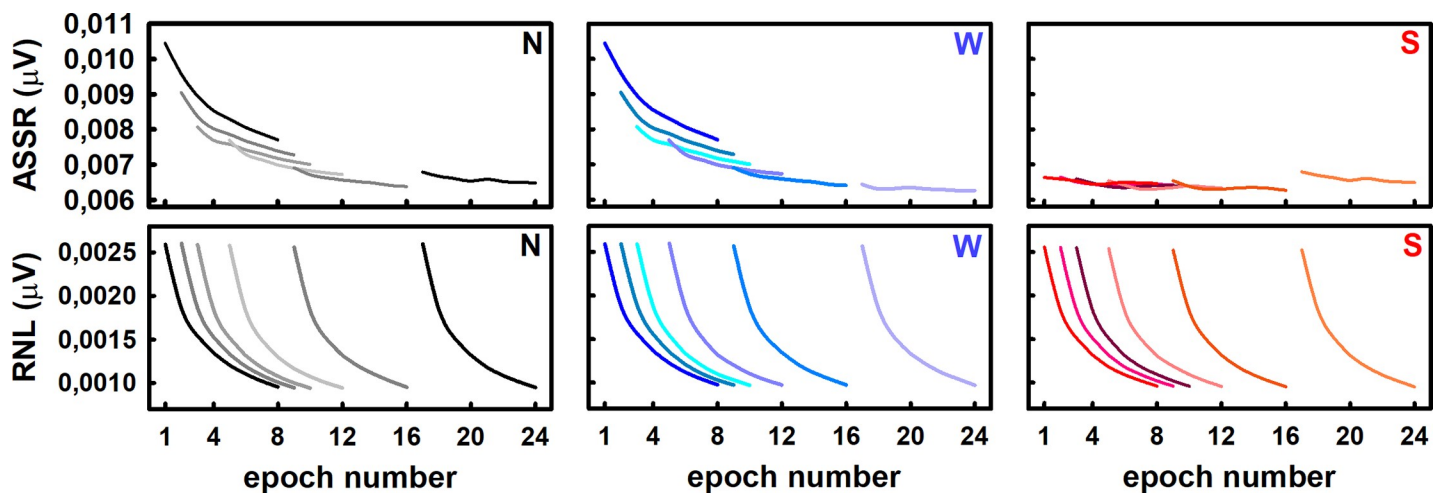 0,011
0,010
0,009
0,008
0,007
0,006
ASSR (μV)
N
W
S
0,0025
0,0020
0,0015
0,0010
RNL (μV)
N
W
S
1 4 8 12 16 20 24
1 4 8 12 16 20 24
1 4 8 12 16 20 24
epoch number
epoch number
epoch number